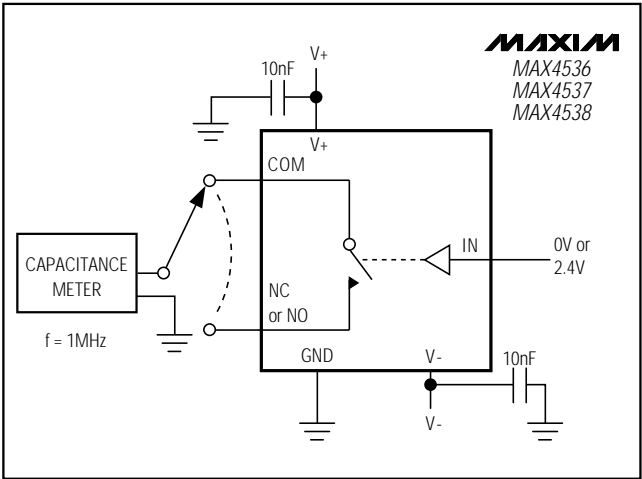 MAXIM
MAX4536
MAX4537
MAX4538
V+
10nF
V+
COM
CAPACITANCE
METER
f = 1MHz
NC
or NO
IN
0V or
2.4V
GND
V-
10nF
V-